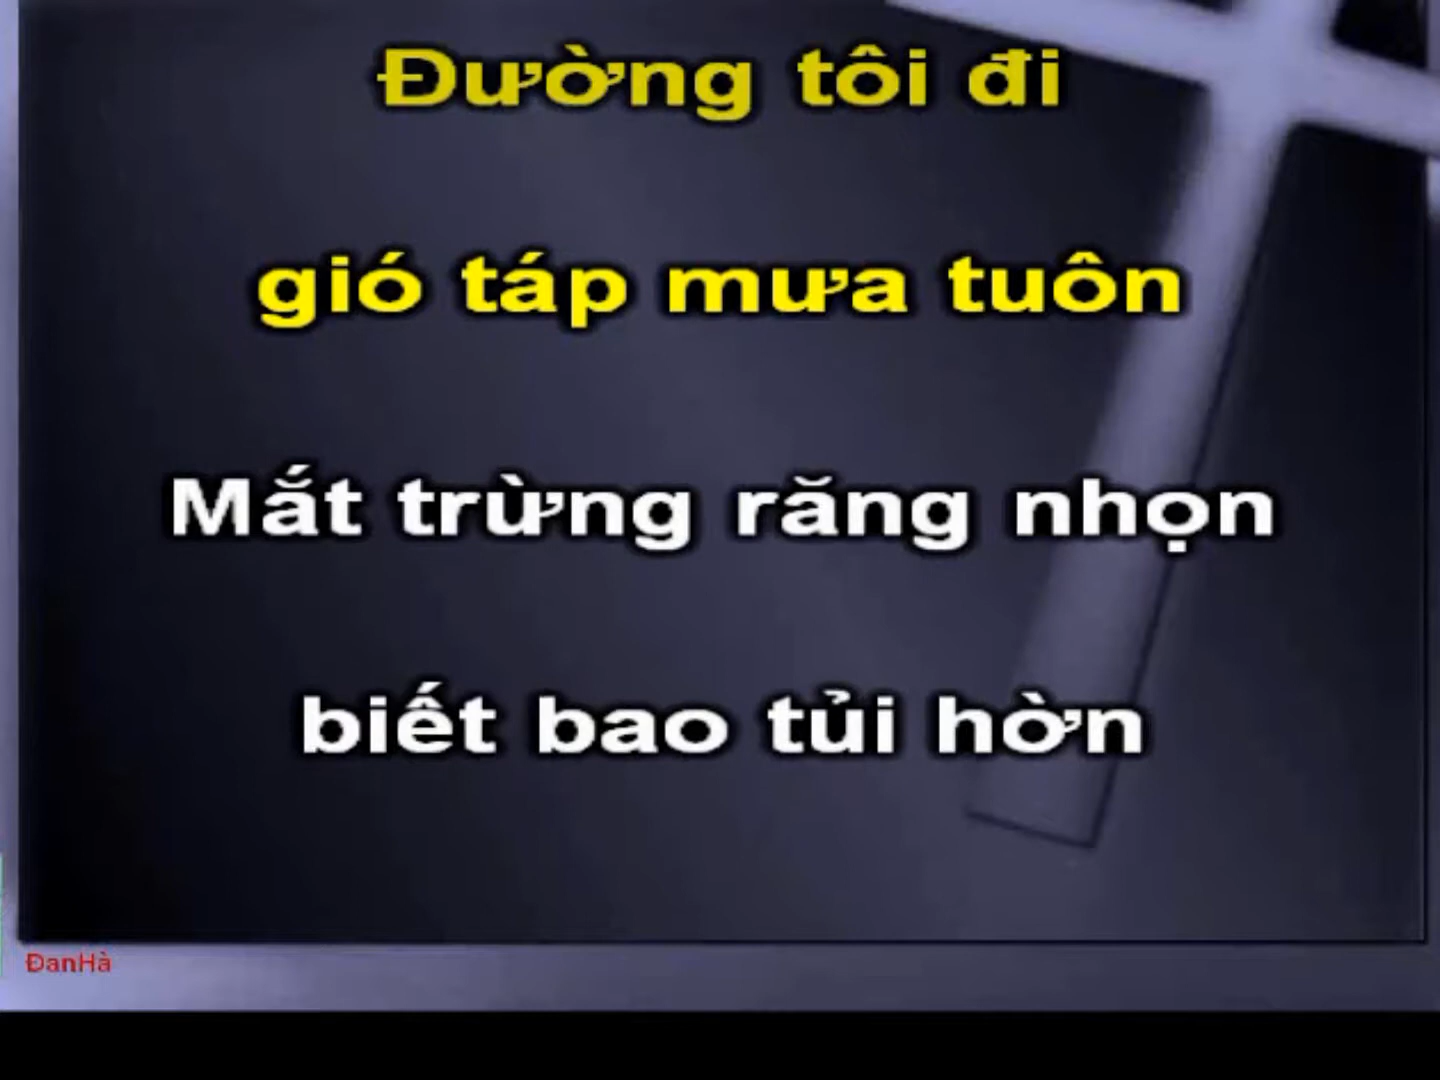 Đường tôi đi
gió táp mưa tuôn
Mắt trừng răng nhọn
biết bao tủi hờn
ĐanHà